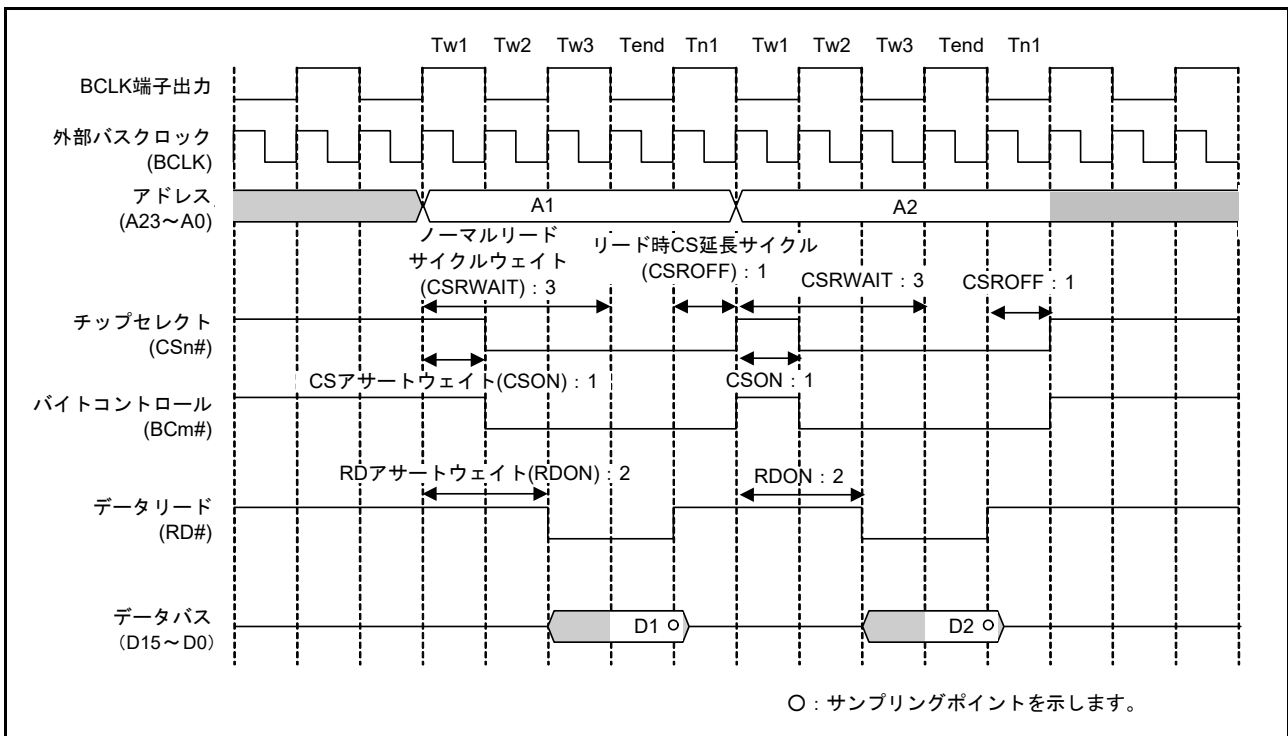 Tw1 Tw2 Tw3 Tend Tn1 Tw1 Tw2 Tw3 Tend Tn1
BCLK端子出力
外部バスクロック
(BCLK)
アドレス
(A23～A0)
A1
A2
ノーマルリード
サイクルウェイト
(CSRWAIT)：3
リード時CS延長サイクル
(CSROFF)：1
CSRWAIT：3
CSROFF：1
チップセレクト
(CSn#)
CSアサートウェイト(CSON)：1
CSON：1
バイトコントロール
(BCm#)
RDアサートウェイト(RDON)：2
RDON：2
データリード
(RD#)
データバス
（D15～D0）
D1
D2
○：サンプリングポイントを示します。